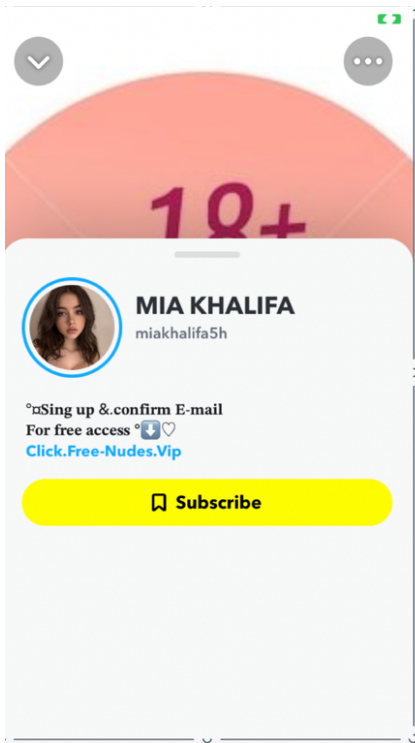 18+
MIA KHALIFA
miakhalifa5h
°¤Sing up &.confirm E-mail
For free access °⬇️♡
Click.Free-Nudes.Vip
Subscribe